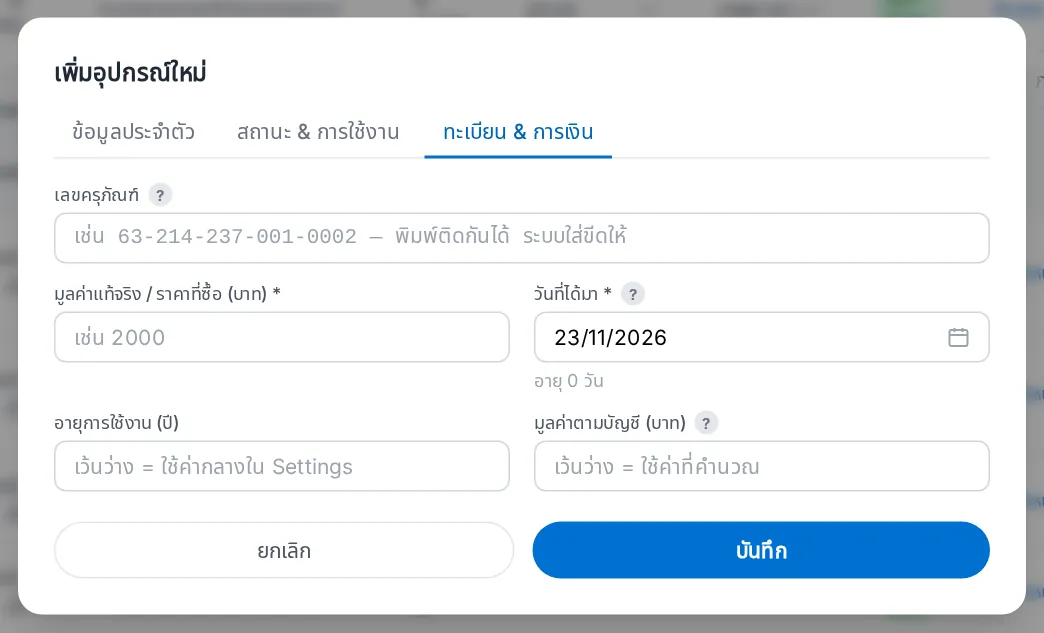 เพิ่มอุปกรณ์ใหม่
ข้อมูลประจำตัว สถานะ & การใช้งาน ทะเบียน & การเงิน
เลขครุภัณฑ์ ?
เช่น 63-214-237-001-0002 — พิมพ์ติดกันได้ ระบบใส่ขีดให้
มูลค่าแท้จริง / ราคาที่ซื้อ (บาท) * วันที่ได้มา * ?
เช่น 2000 23/11/2026
อายุ 0 วัน
อายุการใช้งาน (ปี) มูลค่าตามบัญชี (บาท) ?
เว้นว่าง = ใช้ค่ากลางใน Settings เว้นว่าง = ใช้ค่าที่คำนวณ
ยกเลิก บันทึก